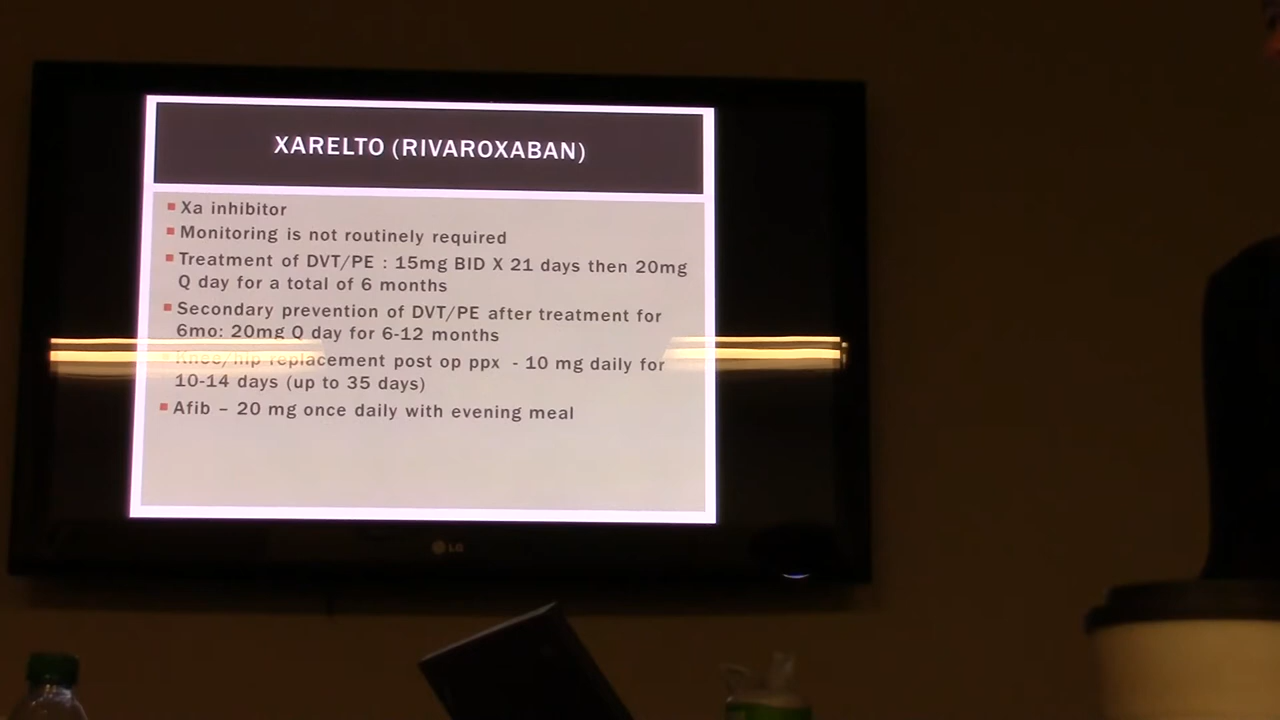 XARELTO (RIVAROXABAN)
Xa inhibitor
Monitoring is not routinely required
Treatment of DVT/PE : 15mg BID X 21 days then 20mg
Q day for a total of 6 months
Secondary prevention of DVT/PE after treatment for
6mo: 20mg Q day for 6-12 months
Knee/hip replacement post op ppx - 10 mg daily for
10-14 days (up to 35 days)
Afib – 20 mg once daily with evening meal
LG